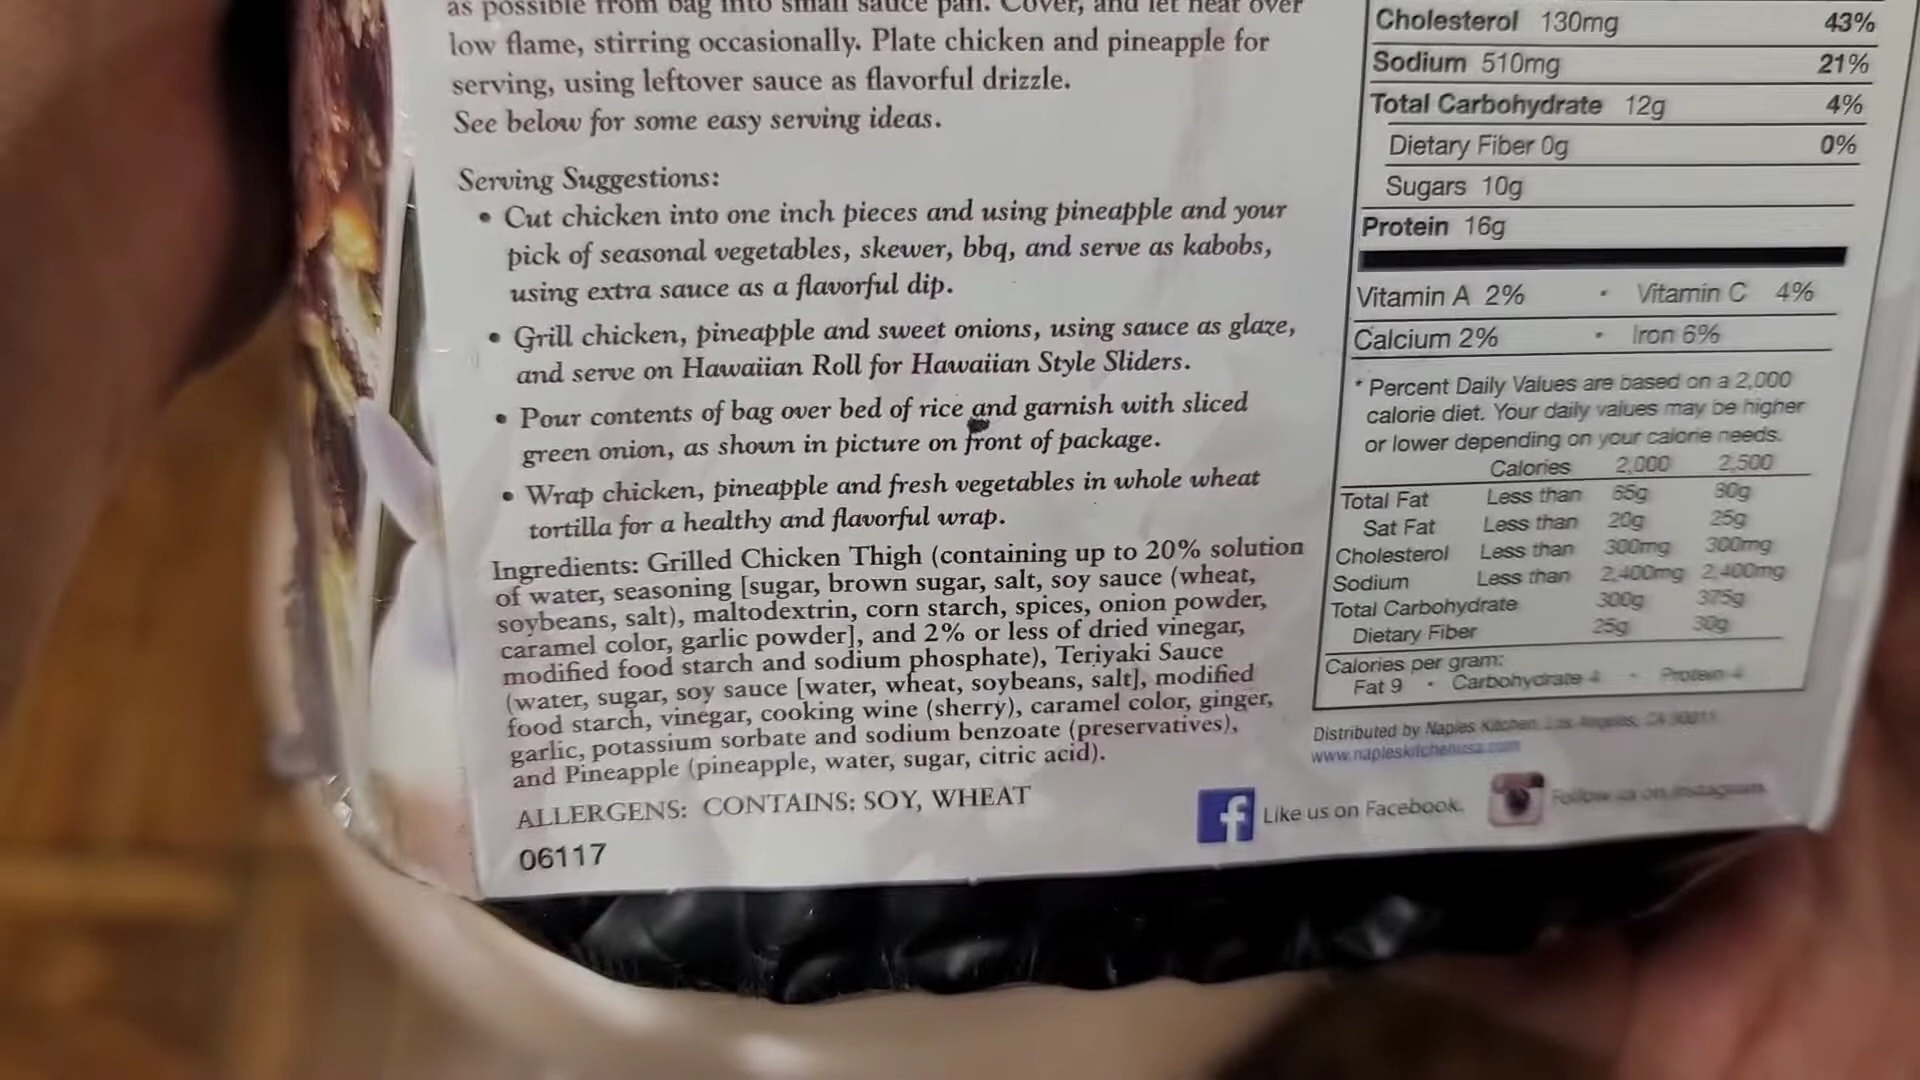 as possible from bag into small sauce pan. Cover, and let heat over
low flame, stirring occasionally. Plate chicken and pineapple for
serving, using leftover sauce as flavorful drizzle.
See below for some easy serving ideas.
Serving Suggestions:
• Cut chicken into one inch pieces and using pineapple and your
pick of seasonal vegetables, skewer, bbq, and serve as kabobs,
using extra sauce as a flavorful dip.
• Grill chicken, pineapple and sweet onions, using sauce as glaze,
and serve on Hawaiian Roll for Hawaiian Style Sliders.
• Pour contents of bag over bed of rice and garnish with sliced
green onion, as shown in picture on front of package.
• Wrap chicken, pineapple and fresh vegetables in whole wheat
tortilla for a healthy and flavorful wrap.
Ingredients: Grilled Chicken Thigh (containing up to 20% solution
of water, seasoning [sugar, brown sugar, salt, soy sauce (wheat,
soybeans, salt), maltodextrin, corn starch, spices, onion powder,
caramel color, garlic powder], and 2% or less of dried vinegar,
modified food starch and sodium phosphate), Teriyaki Sauce
(water, sugar, soy sauce [water, wheat, soybeans, salt], modified
food starch, vinegar, cooking wine (sherry), caramel color, ginger,
garlic, potassium sorbate and sodium benzoate (preservatives),
and Pineapple (pineapple, water, sugar, citric acid).
ALLERGENS: CONTAINS: SOY, WHEAT
06117
Cholesterol 130mg 43%
Sodium 510mg 21%
Total Carbohydrate 12g 4%
Dietary Fiber 0g 0%
Sugars 10g
Protein 16g
Vitamin A 2% • Vitamin C 4%
Calcium 2% • Iron 6%
* Percent Daily Values are based on a 2,000
calorie diet. Your daily values may be higher
or lower depending on your calorie needs.
Calories 2,000 2,500
Total Fat Less than 65g 80g
Sat Fat Less than 20g 25g
Cholesterol Less than 300mg 300mg
Sodium Less than 2,400mg 2,400mg
Total Carbohydrate 300g 375g
Dietary Fiber 25g 30g
Calories per gram:
Fat 9 • Carbohydrate 4 • Protein 4
Distributed by Naples Kitchen, Los Angeles, CA
www.napleskitchenusa.com
f Like us on Facebook.
Follow us on Instagram.